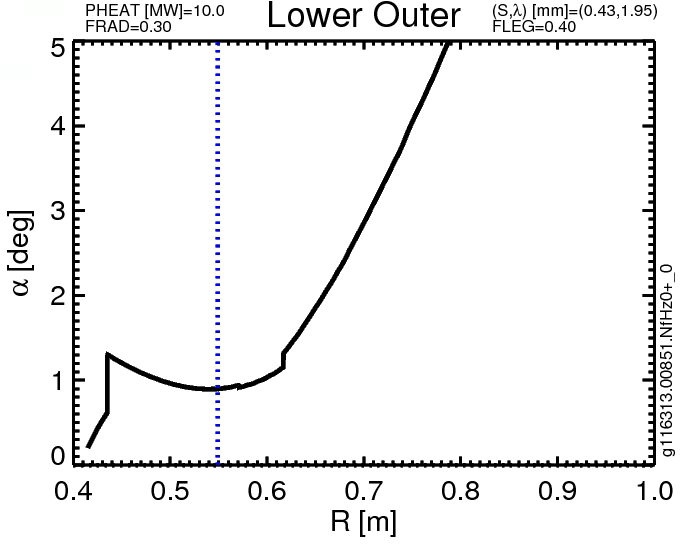 PHEAT [MW]=10.0
FRAD=0.30
Lower Outer
(S,λ) [mm]=(0.43,1.95)
FLEG=0.40
5
4
3
2
1
0
α [deg]
0.4 0.5 0.6 0.7 0.8 0.9 1.0
R [m]
g116313.00851.NfHz0+_0